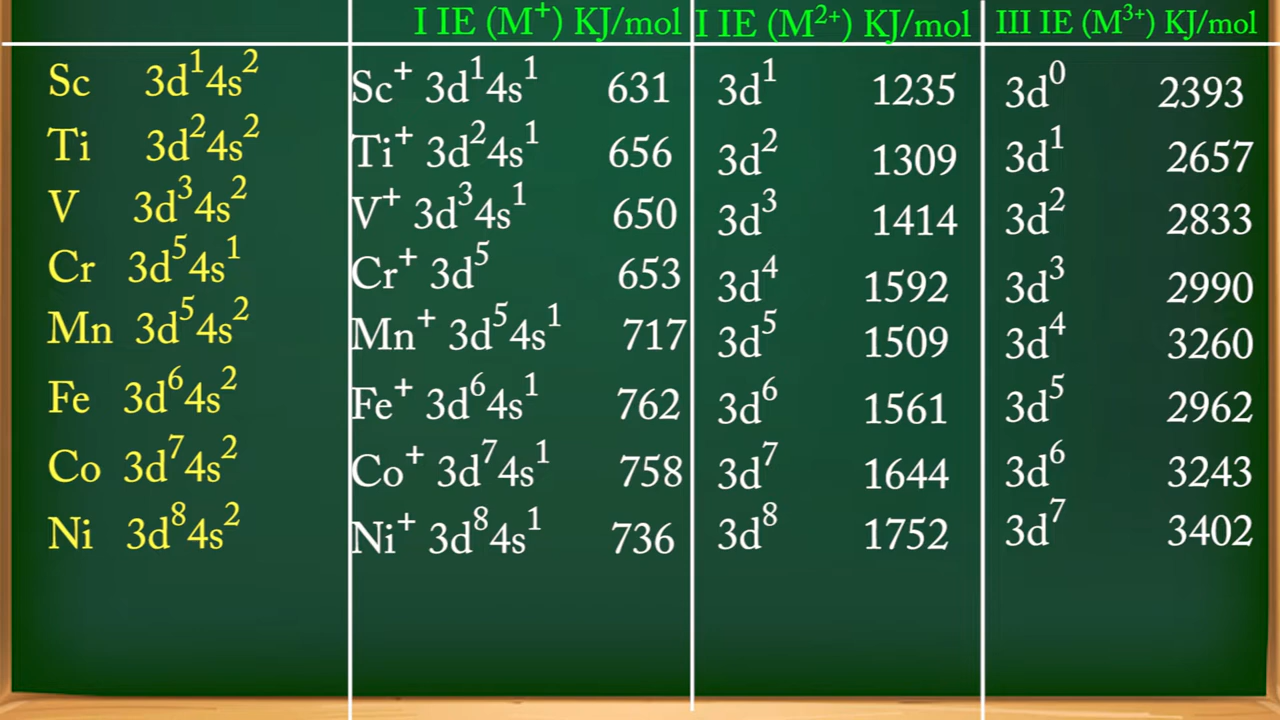 I IE (M⁺) KJ/mol I IE (M²⁺) KJ/mol III IE (M³⁺) KJ/mol
Sc 3d¹4s² Sc⁺ 3d¹4s¹ 631 3d¹ 1235 3d⁰ 2393
Ti 3d²4s² Ti⁺ 3d²4s¹ 656 3d² 1309 3d¹ 2657
V 3d³4s² V⁺ 3d³4s¹ 650 3d³ 1414 3d² 2833
Cr 3d⁵4s¹ Cr⁺ 3d⁵ 653 3d⁴ 1592 3d³ 2990
Mn 3d⁵4s² Mn⁺ 3d⁵4s¹ 717 3d⁵ 1509 3d⁴ 3260
Fe 3d⁶4s² Fe⁺ 3d⁶4s¹ 762 3d⁶ 1561 3d⁵ 2962
Co 3d⁷4s² Co⁺ 3d⁷4s¹ 758 3d⁷ 1644 3d⁶ 3243
Ni 3d⁸4s² Ni⁺ 3d⁸4s¹ 736 3d⁸ 1752 3d⁷ 3402